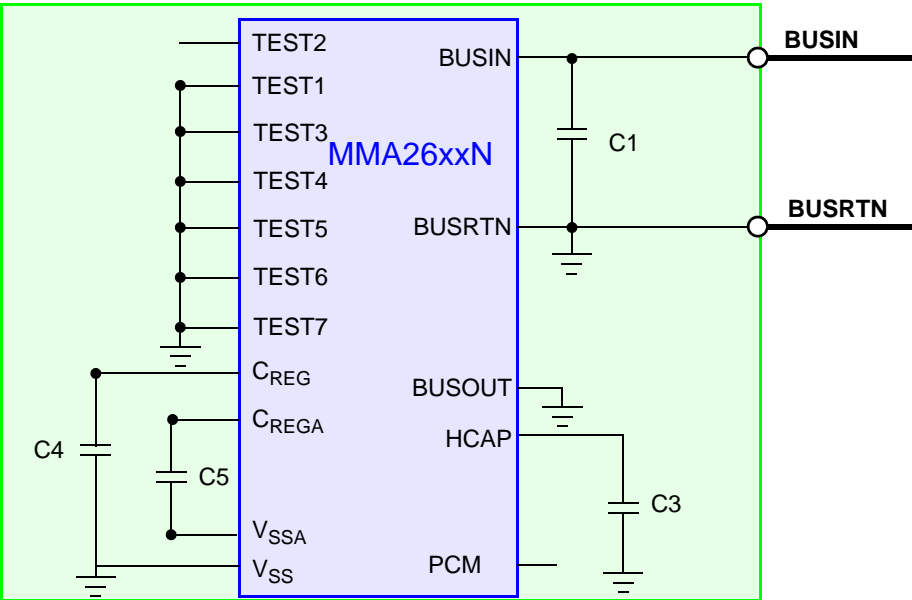 TEST2
TEST1
TEST3
TEST4
TEST5
TEST6
TEST7
CREG
CREGA
VSSA
VSS
MMA26xxN
BUSIN
BUSRTN
BUSOUT
HCAP
PCM
C4
C5
C1
C3
BUSIN
BUSRTN